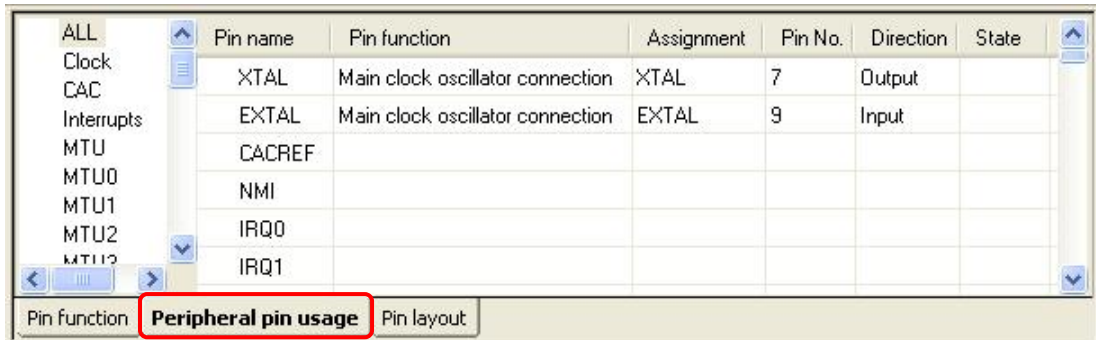 ALL
Clock
CAC
Interrupts
MTU
MTU0
MTU1
MTU2
MTU3
Pin name Pin function Assignment Pin No. Direction State
XTAL Main clock oscillator connection XTAL 7 Output
EXTAL Main clock oscillator connection EXTAL 9 Input
CACREF
NMI
IRQ0
IRQ1
Pin function Peripheral pin usage Pin layout